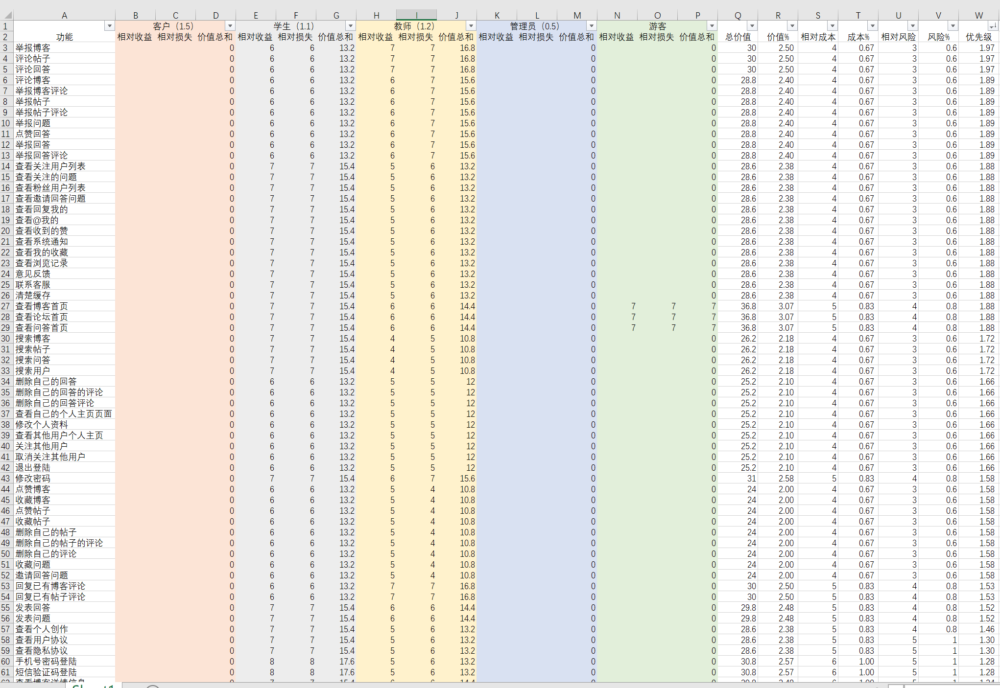 A B C D E F G H I J K L M N O P Q R S T U V W
1 客户（1.5） 学生（1.1） 教师（1.2） 管理员（0.5） 游客
2 功能 相对收益 相对损失 价值总和 相对收益 相对损失 价值总和 相对收益 相对损失 价值总和 相对收益 相对损失 价值总和 相对收益 相对损失 价值总和 总价值 价值% 相对成本 成本% 相对风险 风险% 优先级
3 举报博客 0 6 6 13.2 7 7 16.8 0 0 30 2.50 4 0.67 3 0.6 1.97
4 评论帖子 0 6 6 13.2 7 7 16.8 0 0 30 2.50 4 0.67 3 0.6 1.97
5 评论回答 0 6 6 13.2 7 7 16.8 0 0 30 2.50 4 0.67 3 0.6 1.97
6 评论博客 0 6 6 13.2 6 7 15.6 0 0 28.8 2.40 4 0.67 3 0.6 1.89
7 举报博客评论 0 6 6 13.2 6 7 15.6 0 0 28.8 2.40 4 0.67 3 0.6 1.89
8 举报帖子 0 6 6 13.2 6 7 15.6 0 0 28.8 2.40 4 0.67 3 0.6 1.89
9 举报帖子评论 0 6 6 13.2 6 7 15.6 0 0 28.8 2.40 4 0.67 3 0.6 1.89
10 举报问题 0 6 6 13.2 6 7 15.6 0 0 28.8 2.40 4 0.67 3 0.6 1.89
11 点赞回答 0 6 6 13.2 6 7 15.6 0 0 28.8 2.40 4 0.67 3 0.6 1.89
12 举报回答 0 6 6 13.2 6 7 15.6 0 0 28.8 2.40 4 0.67 3 0.6 1.89
13 举报回答评论 0 6 6 13.2 6 7 15.6 0 0 28.8 2.40 4 0.67 3 0.6 1.89
14 查看关注用户列表 0 7 7 15.4 5 6 13.2 0 0 28.6 2.38 4 0.67 3 0.6 1.88
15 查看关注的问题 0 7 7 15.4 5 6 13.2 0 0 28.6 2.38 4 0.67 3 0.6 1.88
16 查看粉丝用户列表 0 7 7 15.4 5 6 13.2 0 0 28.6 2.38 4 0.67 3 0.6 1.88
17 查看邀请回答问题 0 7 7 15.4 5 6 13.2 0 0 28.6 2.38 4 0.67 3 0.6 1.88
18 查看回复我的 0 7 7 15.4 5 6 13.2 0 0 28.6 2.38 4 0.67 3 0.6 1.88
19 查看@我的 0 7 7 15.4 5 6 13.2 0 0 28.6 2.38 4 0.67 3 0.6 1.88
20 查看收到的赞 0 7 7 15.4 5 6 13.2 0 0 28.6 2.38 4 0.67 3 0.6 1.88
21 查看系统通知 0 7 7 15.4 5 6 13.2 0 0 28.6 2.38 4 0.67 3 0.6 1.88
22 查看我的收藏 0 7 7 15.4 5 6 13.2 0 0 28.6 2.38 4 0.67 3 0.6 1.88
23 查看浏览记录 0 7 7 15.4 5 6 13.2 0 0 28.6 2.38 4 0.67 3 0.6 1.88
24 意见反馈 0 7 7 15.4 5 6 13.2 0 0 28.6 2.38 4 0.67 3 0.6 1.88
25 联系客服 0 7 7 15.4 5 6 13.2 0 0 28.6 2.38 4 0.67 3 0.6 1.88
26 清楚缓存 0 7 7 15.4 5 6 13.2 0 0 28.6 2.38 4 0.67 3 0.6 1.88
27 查看博客首页 0 7 7 15.4 6 6 14.4 0 7 7 7 36.8 3.07 5 0.83 4 0.8 1.88
28 查看论坛首页 0 7 7 15.4 6 6 14.4 0 7 7 7 36.8 3.07 5 0.83 4 0.8 1.88
29 查看问答首页 0 7 7 15.4 6 6 14.4 0 7 7 7 36.8 3.07 5 0.83 4 0.8 1.88
30 搜索博客 0 7 7 15.4 4 5 10.8 0 0 26.2 2.18 4 0.67 3 0.6 1.72
31 搜索帖子 0 7 7 15.4 4 5 10.8 0 0 26.2 2.18 4 0.67 3 0.6 1.72
32 搜索问答 0 7 7 15.4 4 5 10.8 0 0 26.2 2.18 4 0.67 3 0.6 1.72
33 搜索用户 0 7 7 15.4 4 5 10.8 0 0 26.2 2.18 4 0.67 3 0.6 1.72
34 删除自己的回答 0 6 6 13.2 5 5 12 0 0 25.2 2.10 4 0.67 3 0.6 1.66
35 删除自己的回答的评论 0 6 6 13.2 5 5 12 0 0 25.2 2.10 4 0.67 3 0.6 1.66
36 删除自己的回答评论 0 6 6 13.2 5 5 12 0 0 25.2 2.10 4 0.67 3 0.6 1.66
37 查看自己的个人主页页面 0 6 6 13.2 5 5 12 0 0 25.2 2.10 4 0.67 3 0.6 1.66
38 修改个人资料 0 6 6 13.2 5 5 12 0 0 25.2 2.10 4 0.67 3 0.6 1.66
39 查看其他用户个人主页 0 6 6 13.2 5 5 12 0 0 25.2 2.10 4 0.67 3 0.6 1.66
40 关注其他用户 0 6 6 13.2 5 5 12 0 0 25.2 2.10 4 0.67 3 0.6 1.66
41 取消关注其他用户 0 6 6 13.2 5 5 12 0 0 25.2 2.10 4 0.67 3 0.6 1.66
42 退出登陆 0 6 6 13.2 5 5 12 0 0 25.2 2.10 4 0.67 3 0.6 1.66
43 修改密码 0 7 7 15.4 6 7 15.6 0 0 31 2.58 5 0.83 4 0.8 1.58
44 点赞博客 0 6 6 13.2 5 4 10.8 0 0 24 2.00 4 0.67 3 0.6 1.58
45 收藏博客 0 6 6 13.2 5 4 10.8 0 0 24 2.00 4 0.67 3 0.6 1.58
46 点赞帖子 0 6 6 13.2 5 4 10.8 0 0 24 2.00 4 0.67 3 0.6 1.58
47 收藏帖子 0 6 6 13.2 5 4 10.8 0 0 24 2.00 4 0.67 3 0.6 1.58
48 删除自己的帖子 0 6 6 13.2 5 4 10.8 0 0 24 2.00 4 0.67 3 0.6 1.58
49 删除自己的帖子的评论 0 6 6 13.2 5 4 10.8 0 0 24 2.00 4 0.67 3 0.6 1.58
50 删除自己的评论 0 6 6 13.2 5 4 10.8 0 0 24 2.00 4 0.67 3 0.6 1.58
51 收藏问题 0 6 6 13.2 5 4 10.8 0 0 24 2.00 4 0.67 3 0.6 1.58
52 邀请回答问题 0 6 6 13.2 5 4 10.8 0 0 24 2.00 4 0.67 3 0.6 1.58
53 回复已有博客评论 0 6 6 13.2 7 7 16.8 0 0 30 2.50 5 0.83 4 0.8 1.53
54 回复已有帖子评论 0 6 6 13.2 7 7 16.8 0 0 30 2.50 5 0.83 4 0.8 1.53
55 发表回答 0 7 7 15.4 6 6 14.4 0 0 29.8 2.48 5 0.83 4 0.8 1.52
56 发表问题 0 7 7 15.4 6 6 14.4 0 0 29.8 2.48 5 0.83 4 0.8 1.52
57 查看个人创作 0 7 7 15.4 5 6 13.2 0 0 28.6 2.38 5 0.83 4 0.8 1.46
58 查看用户协议 0 7 7 15.4 5 6 13.2 0 0 28.6 2.38 5 0.83 5 1 1.30
59 查看隐私协议 0 7 7 15.4 5 6 13.2 0 0 28.6 2.38 5 0.83 5 1 1.30
60 手机号密码登陆 0 8 8 17.6 5 6 13.2 0 0 30.8 2.57 6 1.00 5 1 1.28
61 短信验证码登陆 0 8 8 17.6 5 6 13.2 0 0 30.8 2.57 6 1.00 5 1 1.28